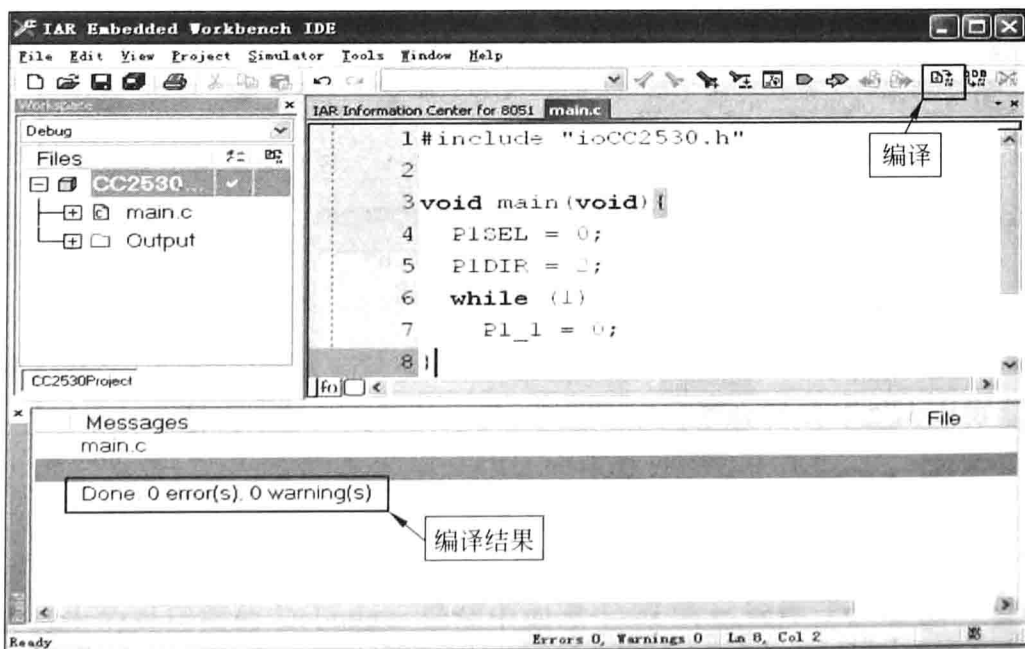 IAR Embedded Workbench IDE
File Edit View Project Simulator Tools Window Help
Workspace
Debug
Files
CC2530...
main.c
Output
CC2530Project
IAR Information Center for 8051 main.c
编译
1 #include "ioCC2530.h"
2
3 void main(void){
4 P1SEL = 0;
5 P1DIR = 2;
6 while (1)
7 P1_1 = 0;
8 }
fo
Messages File
main.c
Done. 0 error(s), 0 warning(s)
编译结果
Ready Errors 0, Warnings 0 Ln 8, Col 2